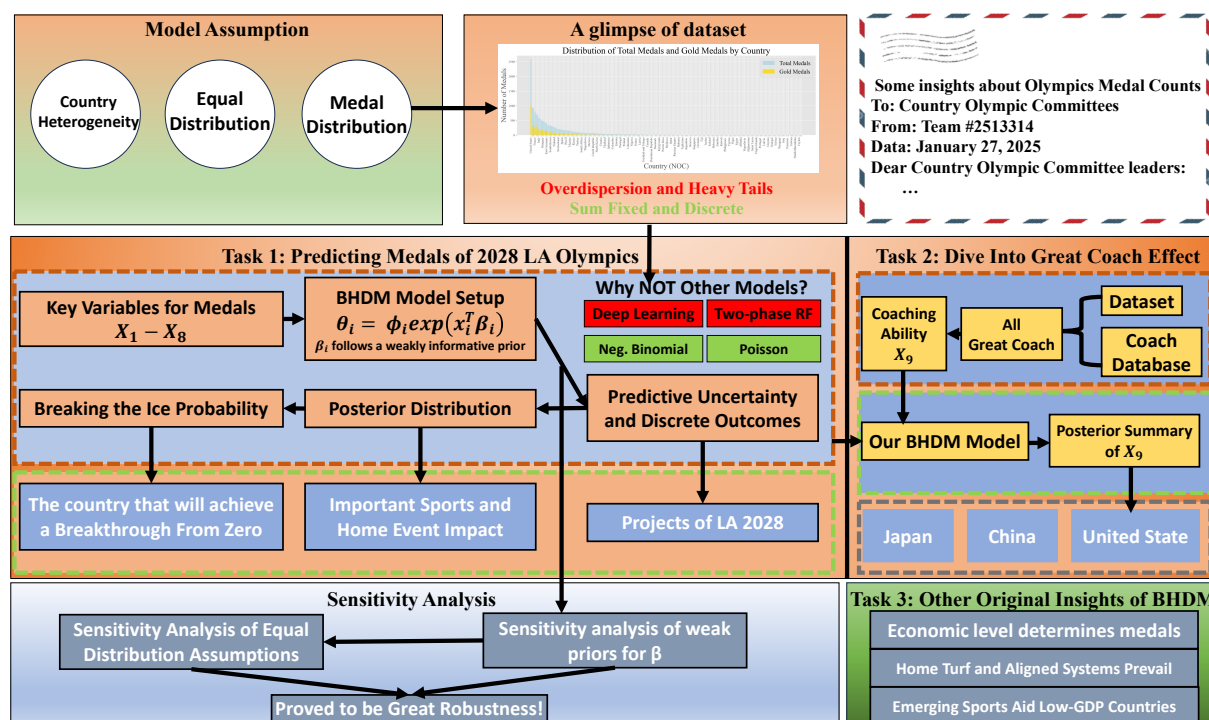 Model Assumption
Country
Heterogeneity
Equal
Distribution
Medal
Distribution
A glimpse of dataset
Distribution of Total Medals and Gold Medals by Country
Total Medals
Gold Medals
Number of Medals
Country (NOC)
Overdispersion and Heavy Tails
Sum Fixed and Discrete
Some insights about Olympics Medal Counts
To: Country Olympic Committees
From: Team #2513314
Data: January 27, 2025
Dear Country Olympic Committee leaders:
…
Task 1: Predicting Medals of 2028 LA Olympics
Key Variables for Medals
X₁ − X₈
BHDM Model Setup
θᵢ = ϕᵢexp(xᵢᵀβᵢ)
βᵢ follows a weakly informative prior
Why NOT Other Models?
Deep Learning
Two-phase RF
Neg. Binomial
Poisson
Breaking the Ice Probability
Posterior Distribution
Predictive Uncertainty
and Discrete Outcomes
The country that will achieve
a Breakthrough From Zero
Important Sports and
Home Event Impact
Projects of LA 2028
Task 2: Dive Into Great Coach Effect
Coaching
Ability
X₉
All
Great Coach
Dataset
Coach
Database
Our BHDM Model
Posterior Summary
of X₉
Japan
China
United State
Sensitivity Analysis
Sensitivity Analysis of Equal
Distribution Assumptions
Sensitivity analysis of weak
priors for β
Proved to be Great Robustness!
Task 3: Other Original Insights of BHDM
Economic level determines medals
Home Turf and Aligned Systems Prevail
Emerging Sports Aid Low-GDP Countries